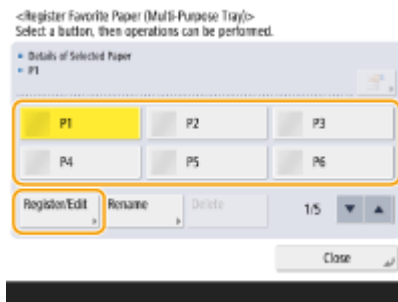 <Register Favorite Paper (Multi-Purpose Tray)>
Select a button, then operations can be performed.
Details of Selected Paper
P1
P1 P2 P3
P4 P5 P6
Register/Edit Rename Delete 1/5
Close